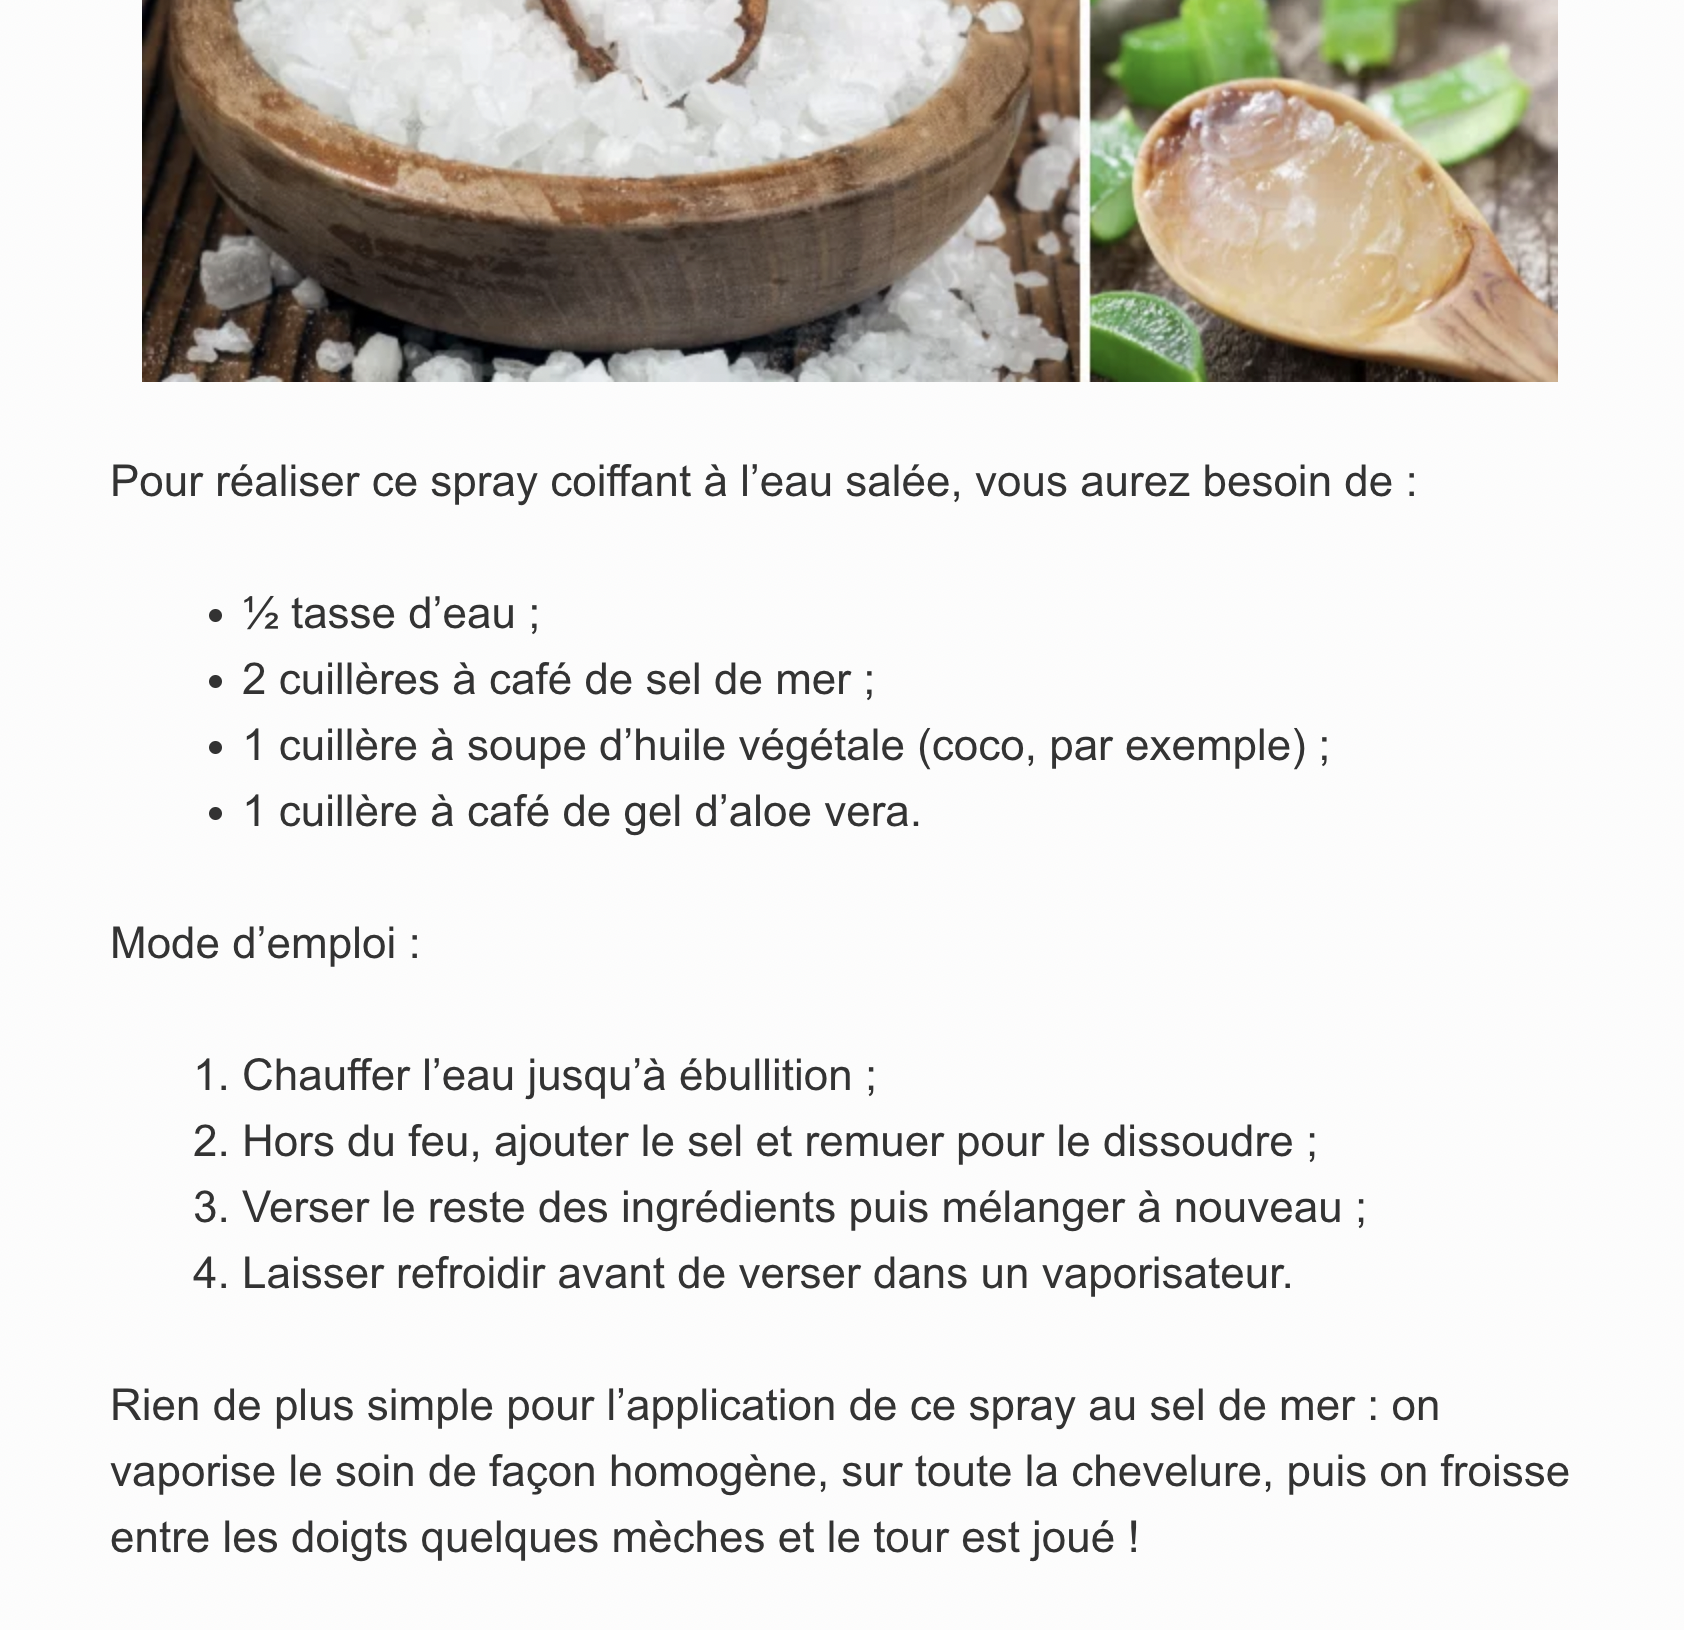 Pour réaliser ce spray coiffant à l’eau salée, vous aurez besoin de :
• ½ tasse d’eau ;
• 2 cuillères à café de sel de mer ;
• 1 cuillère à soupe d’huile végétale (coco, par exemple) ;
• 1 cuillère à café de gel d’aloe vera.
Mode d’emploi :
1. Chauffer l’eau jusqu’à ébullition ;
2. Hors du feu, ajouter le sel et remuer pour le dissoudre ;
3. Verser le reste des ingrédients puis mélanger à nouveau ;
4. Laisser refroidir avant de verser dans un vaporisateur.
Rien de plus simple pour l’application de ce spray au sel de mer : on
vaporise le soin de façon homogène, sur toute la chevelure, puis on froisse
entre les doigts quelques mèches et le tour est joué !